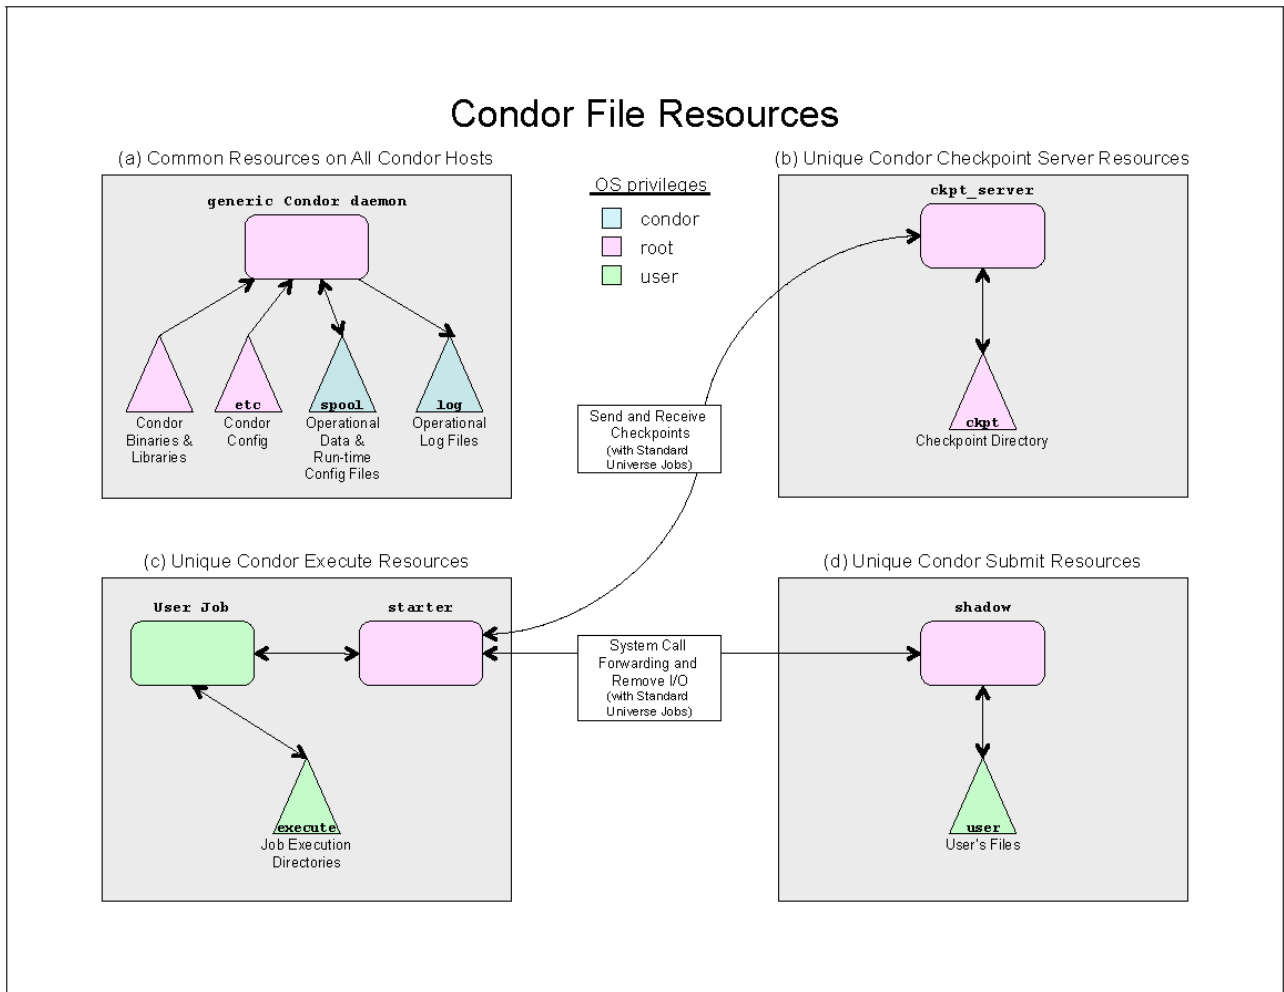 Condor File Resources
(a) Common Resources on All Condor Hosts
generic Condor daemon
etc
spool
log
Condor
Binaries &
Libraries
Condor
Config
Operational
Data &
Run-time
Config Files
Operational
Log Files
OS privileges
condor
root
user
(b) Unique Condor Checkpoint Server Resources
ckpt_server
ckpt
Checkpoint Directory
Send and Receive
Checkpoints
(with Standard
Universe Jobs)
(c) Unique Condor Execute Resources
User Job
starter
execute
Job Execution
Directories
System Call
Forwarding and
Remove I/O
(with Standard
Universe Jobs)
(d) Unique Condor Submit Resources
shadow
user
User's Files